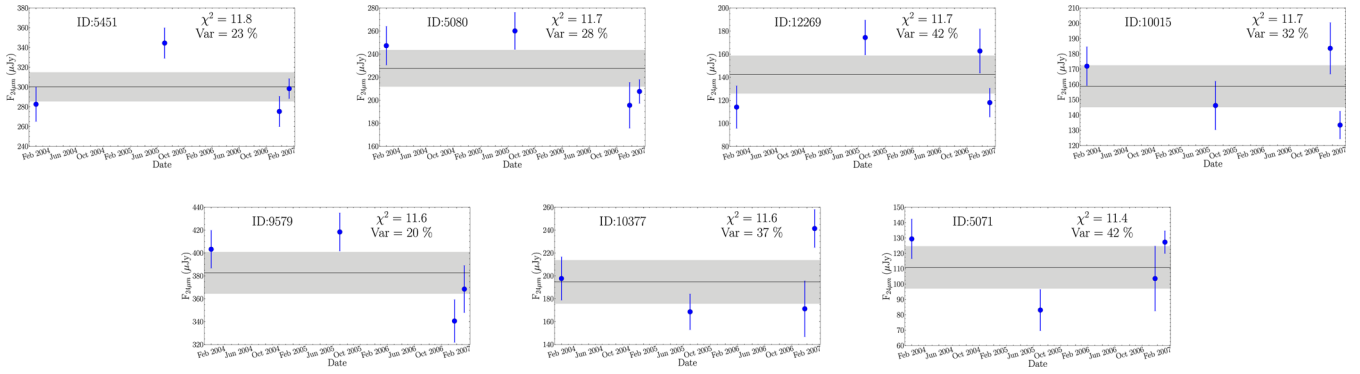 ID:5451
χ² = 11.8
Var = 23 %
F24μm (μJy)
380
360
340
320
300
280
260
240
Feb 2004 Jun 2004 Oct 2004 Feb 2005 Jun 2005 Oct 2005 Feb 2006 Jun 2006 Oct 2006 Feb 2007
Date
ID:5080
χ² = 11.7
Var = 28 %
F24μm (μJy)
280
260
240
220
200
180
160
Feb 2004 Jun 2004 Oct 2004 Feb 2005 Jun 2005 Oct 2005 Feb 2006 Jun 2006 Oct 2006 Feb 2007
Date
ID:12269
χ² = 11.7
Var = 42 %
F24μm (μJy)
200
180
160
140
120
100
80
Feb 2004 Jun 2004 Oct 2004 Feb 2005 Jun 2005 Oct 2005 Feb 2006 Jun 2006 Oct 2006 Feb 2007
Date
ID:10015
χ² = 11.7
Var = 32 %
F24μm (μJy)
210
200
190
180
170
160
150
140
130
120
Feb 2004 Jun 2004 Oct 2004 Feb 2005 Jun 2005 Oct 2005 Feb 2006 Jun 2006 Oct 2006 Feb 2007
Date
ID:9579
χ² = 11.6
Var = 20 %
F24μm (μJy)
440
420
400
380
360
340
320
Feb 2004 Jun 2004 Oct 2004 Feb 2005 Jun 2005 Oct 2005 Feb 2006 Jun 2006 Oct 2006 Feb 2007
Date
ID:10377
χ² = 11.6
Var = 37 %
F24μm (μJy)
260
240
220
200
180
160
140
Feb 2004 Jun 2004 Oct 2004 Feb 2005 Jun 2005 Oct 2005 Feb 2006 Jun 2006 Oct 2006 Feb 2007
Date
ID:5071
χ² = 11.4
Var = 42 %
F24μm (μJy)
150
140
130
120
110
100
90
80
70
60
Feb 2004 Jun 2004 Oct 2004 Feb 2005 Jun 2005 Oct 2005 Feb 2006 Jun 2006 Oct 2006 Feb 2007
Date